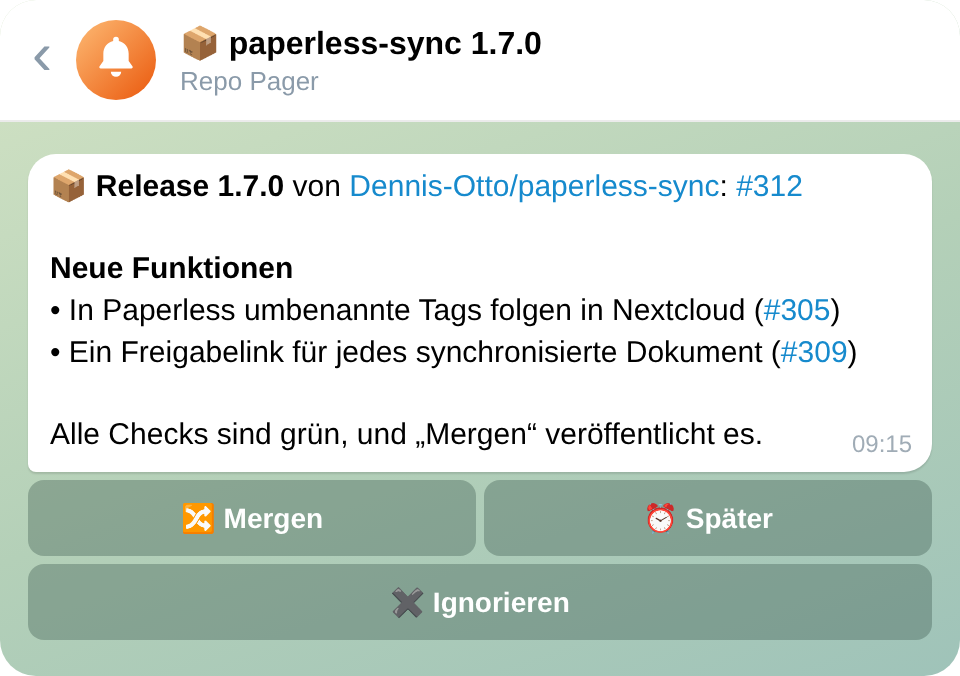 📦 paperless-sync 1.7.0
Repo Pager
📦 Release 1.7.0 von Dennis-Otto/paperless-sync: #312
Neue Funktionen
• In Paperless umbenannte Tags folgen in Nextcloud (#305)
• Ein Freigabelink für jedes synchronisierte Dokument (#309)
Alle Checks sind grün, und „Mergen“ veröffentlicht es.
09:15
🔀 Mergen
⏰ Später
✖️ Ignorieren